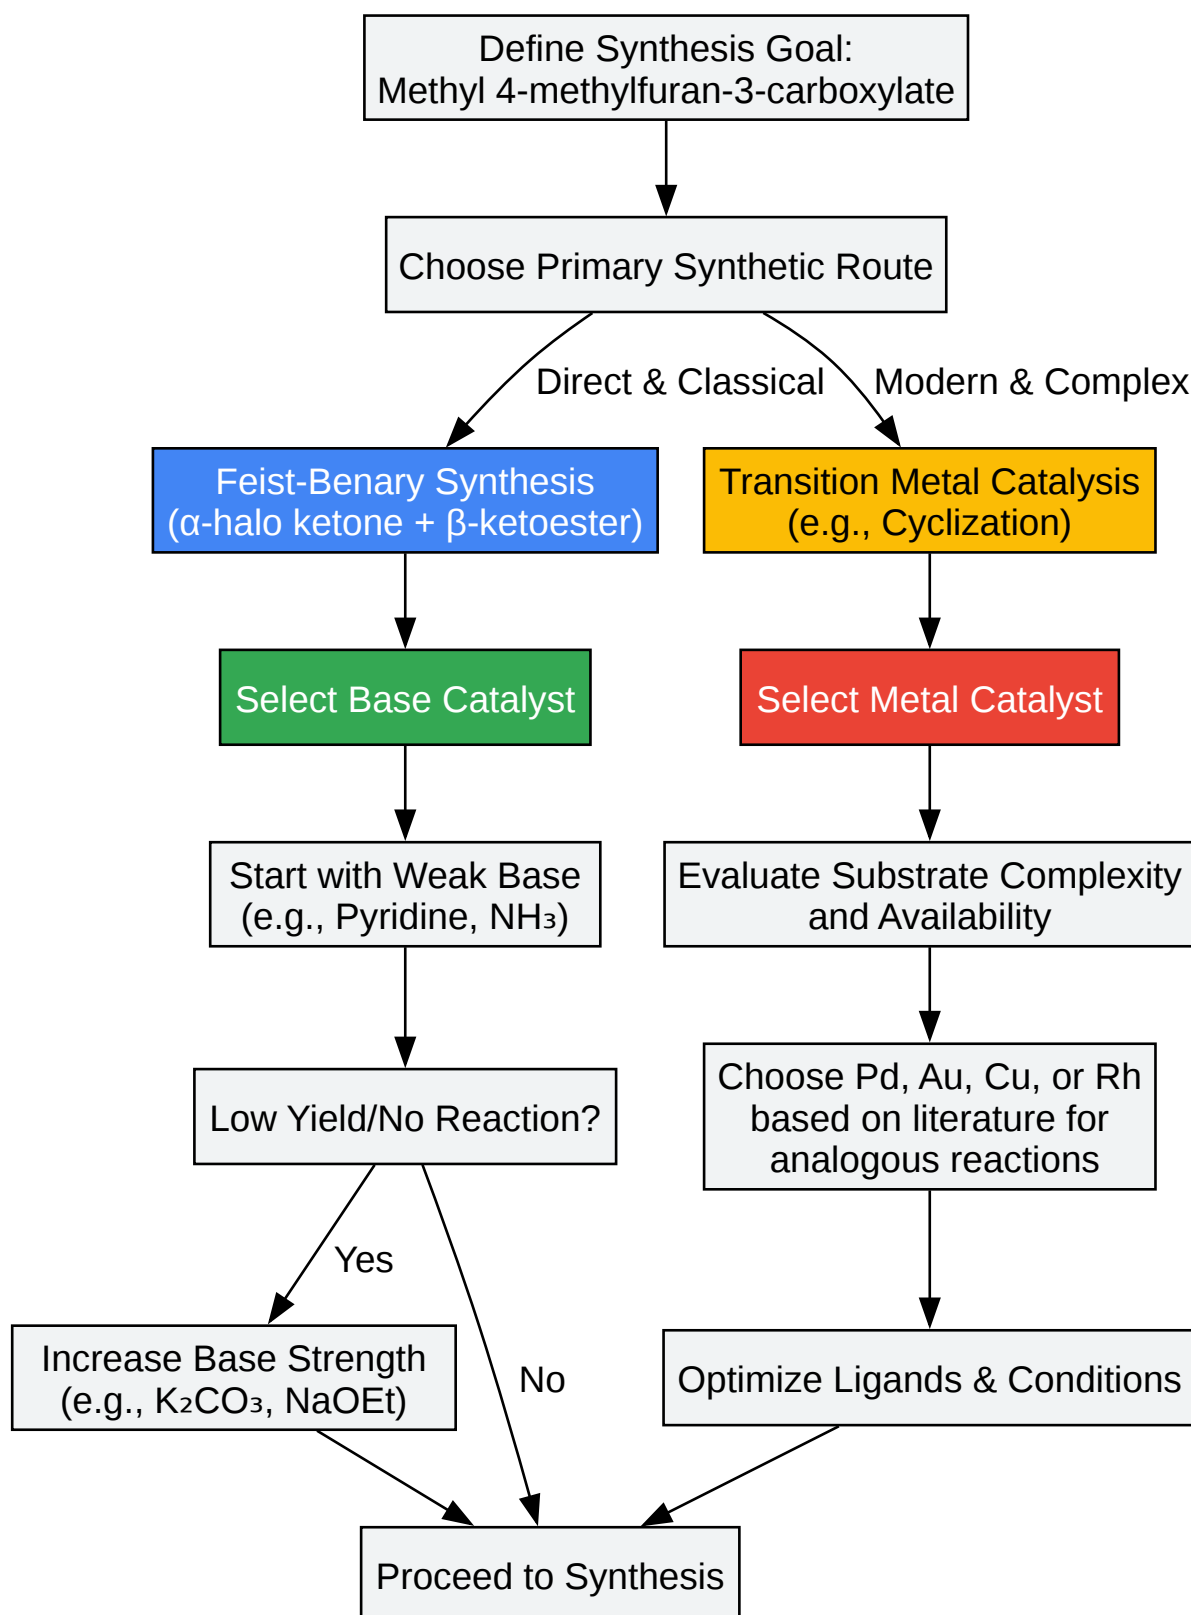 Define Synthesis Goal:
Methyl 4-methylfuran-3-carboxylate
Choose Primary Synthetic Route
Direct & Classical
Modern & Complex
Feist-Benary Synthesis
(α-halo ketone + β-ketoester)
Transition Metal Catalysis
(e.g., Cyclization)
Select Base Catalyst
Select Metal Catalyst
Start with Weak Base
(e.g., Pyridine, NH₃)
Evaluate Substrate Complexity
and Availability
Low Yield/No Reaction?
Choose Pd, Au, Cu, or Rh
based on literature for
analogous reactions
Yes
No
Increase Base Strength
(e.g., K₂CO₃, NaOEt)
Optimize Ligands & Conditions
Proceed to Synthesis